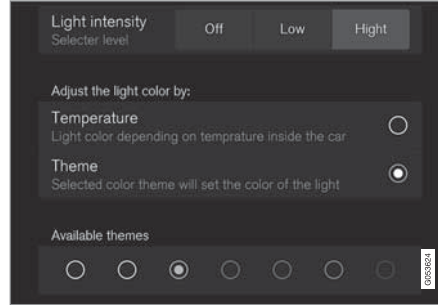 Light intensity
Selecter level
Off Low Hight
Adjust the light color by:
Temperature
Light color depending on temprature inside the car
Theme
Selected color theme will set the color of the light
Available themes
G053624